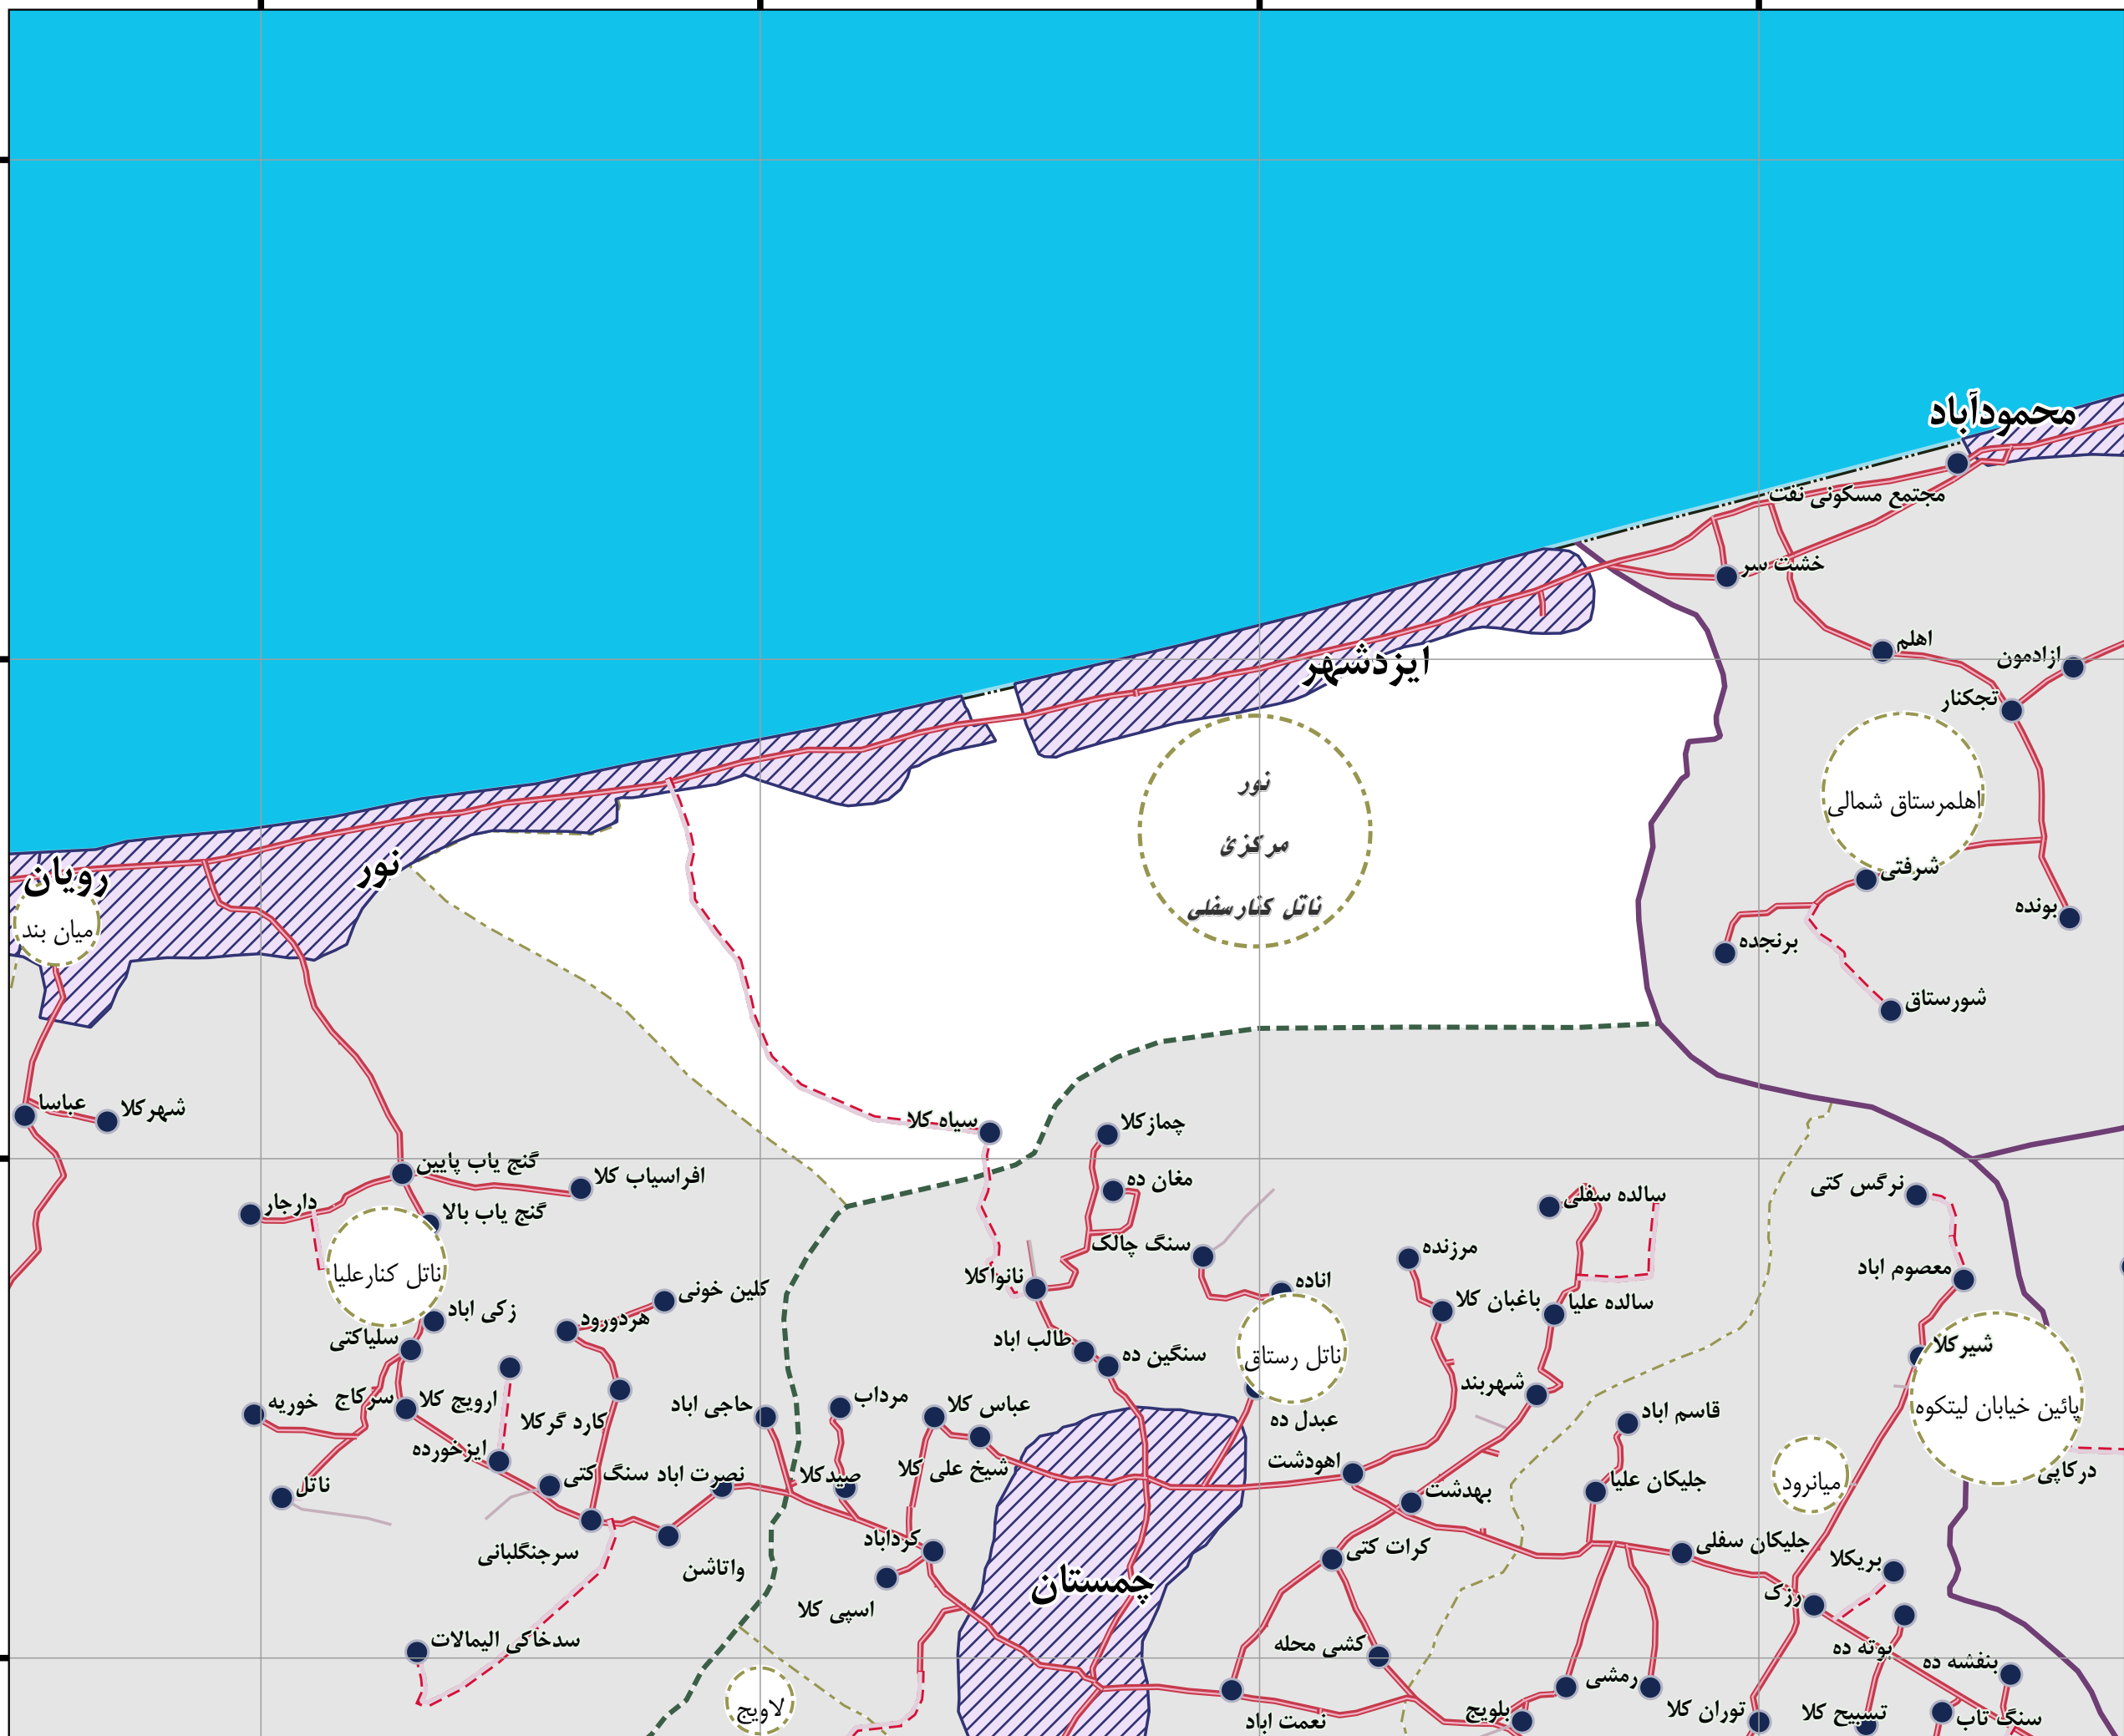 محمودآباد
مجتمع مسکونی نفت
خشت سر
اهلم
ازادمون
ایزدشهر
تجکنار
نور
مرکزئ
ناتل کنارسفلی
اهلمرستاق شمالی
رویان
نور
شرفتی
بونده
میان بند
برنجده
شورستاق
عباسا
شهرکلا
سیاه کلا
چمازکلا
گنج یاب پایین
افراسیاب کلا
مغان ده
سالده سفلی
نرگس کتی
دارجار
گنج یاب بالا
سنگ چالک
مرزنده
ناتل کنارعلیا
نانواکلا
اناده
معصوم اباد
کلین خونی
زکی اباد
هردورود
باغبان کلا
سالده علیا
سلیاکتی
طالب اباد
سنگین ده
ناتل رستاق
شیرکلا
شهربند
خوریه
سرکاج
ارویج کلا
کارد گرکلا
حاجی اباد
مرداب
عباس کلا
عبدل ده
قاسم اباد
پائین خیابان لیتکوه
ایزخورده
شیخ علی کلا
اهودشت
ناتل
سنگ کتی
نصرت اباد
صیدکلا
بهدشت
جلیکان علیا
میانرود
درکاپی
سرجنگلبانی
واتاشن
کرداباد
کرات کتی
جلیکان سفلی
بریکلا
چمستان
اسپی کلا
رزک
سدخاکی الیمالات
کشی محله
بوته ده
بنفشه ده
رمشی
لاویج
نعمت اباد
بلویج
توران کلا
تسبیح کلا
سنگ تاب